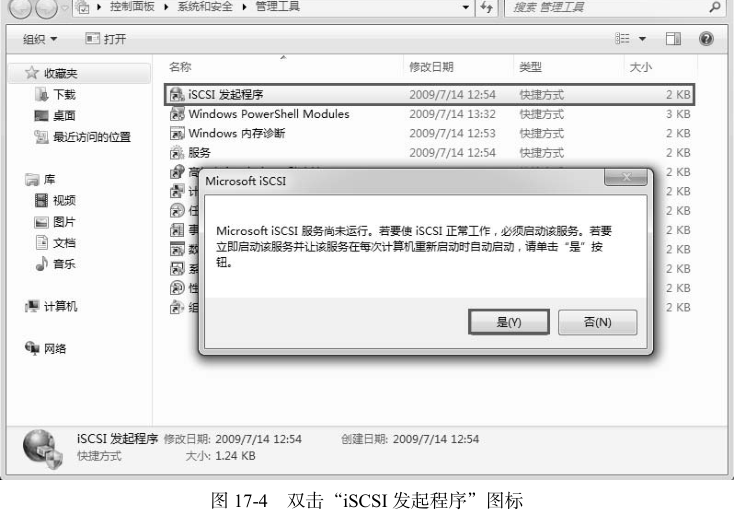 控制面板 ▸ 系统和安全 ▸ 管理工具
搜索 管理工具
组织 打开
名称 修改日期 类型 大小
收藏夹
下载
桌面
最近访问的位置
库
视频
图片
文档
音乐
计算机
网络
iSCSI 发起程序 2009/7/14 12:54 快捷方式 2 KB
Windows PowerShell Modules 2009/7/14 13:32 快捷方式 3 KB
Windows 内存诊断 2009/7/14 12:53 快捷方式 2 KB
服务 2009/7/14 12:54 快捷方式 2 KB
2 KB
计 2 KB
任 2 KB
事 2 KB
数 2 KB
系 2 KB
性 2 KB
组 2 KB
Microsoft iSCSI
Microsoft iSCSI 服务尚未运行。若要使 iSCSI 正常工作，必须启动该服务。若要
立即启动该服务并让该服务在每次计算机重新启动时自动启动，请单击“是”按
钮。
是(Y) 否(N)
iSCSI 发起程序 修改日期: 2009/7/14 12:54 创建日期: 2009/7/14 12:54
快捷方式 大小: 1.24 KB
图 17-4 双击“iSCSI 发起程序”图标